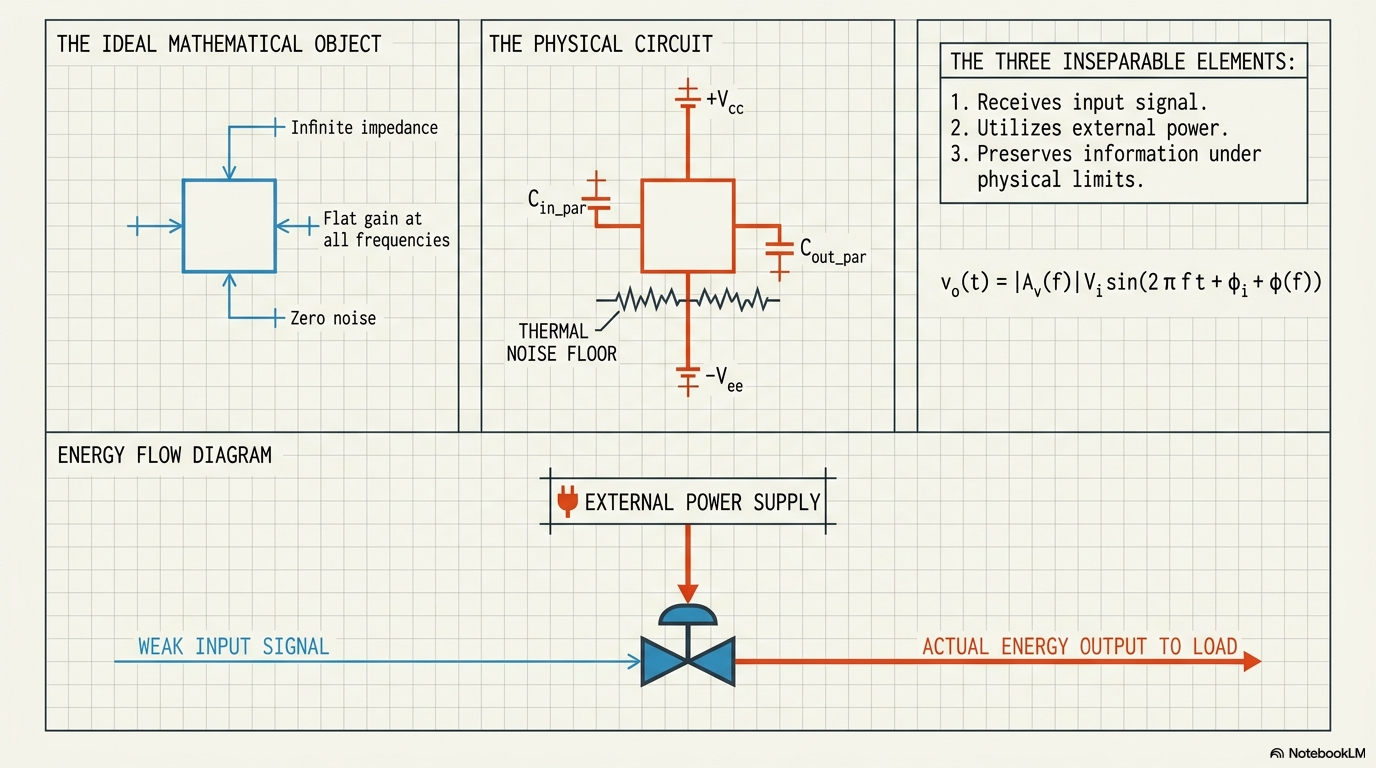 THE IDEAL MATHEMATICAL OBJECT
Infinite impedance
Flat gain at
all frequencies
Zero noise
THE PHYSICAL CIRCUIT
+Vcc
Cin_par
Cout_par
THERMAL
NOISE FLOOR
−Vee
THE THREE INSEPARABLE ELEMENTS:
1. Receives input signal.
2. Utilizes external power.
3. Preserves information under
physical limits.
vo(t) = |Av(f)| Vi sin(2 π f t + ϕi + ϕ(f))
ENERGY FLOW DIAGRAM
EXTERNAL POWER SUPPLY
WEAK INPUT SIGNAL
ACTUAL ENERGY OUTPUT TO LOAD
NotebookLM